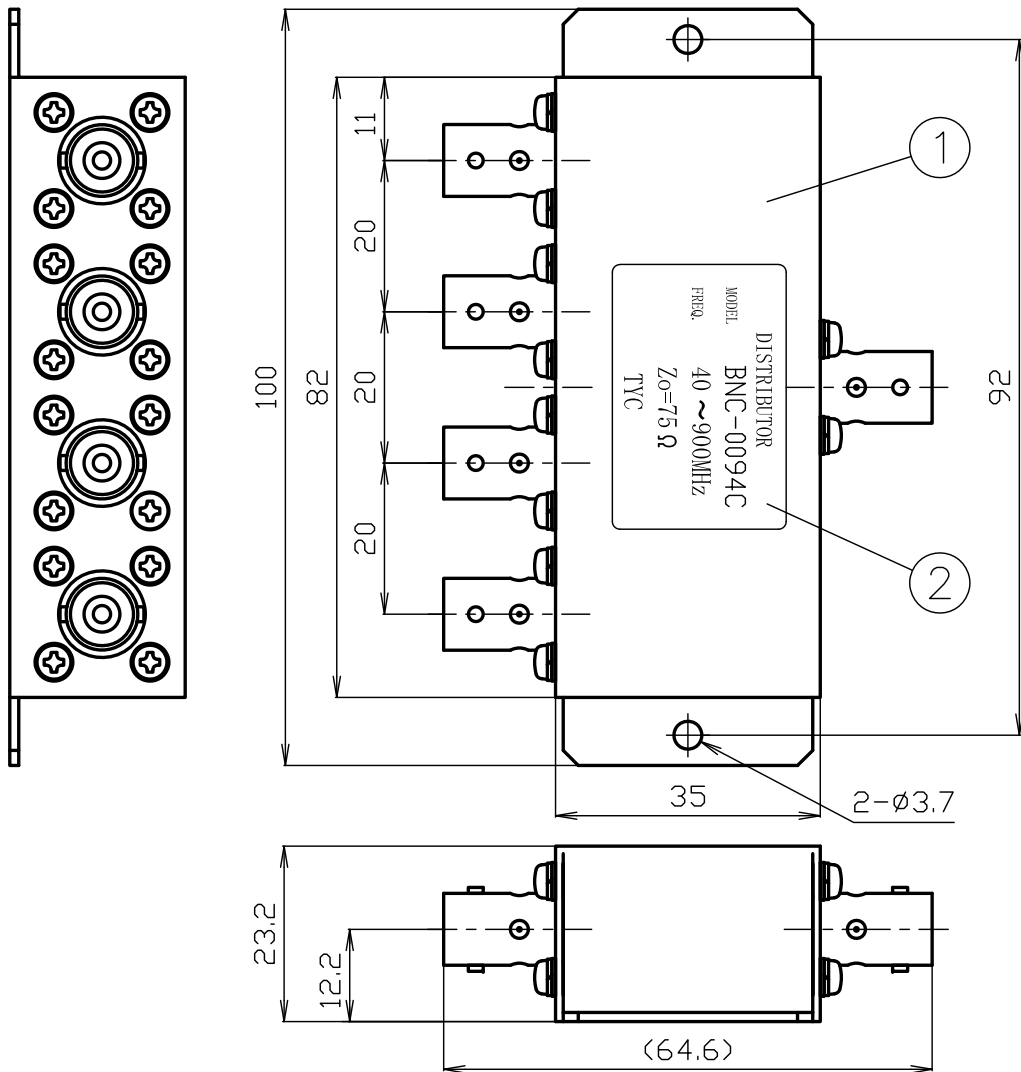 100
82
11
20
20
20
92
1
2
DISTRIBUTOR
MODEL BNC-0094C
FREQ. 40 ~900MHz
Zo=75Ω
TYC
35
2-ø3.7
23.2
12.2
(64.6)